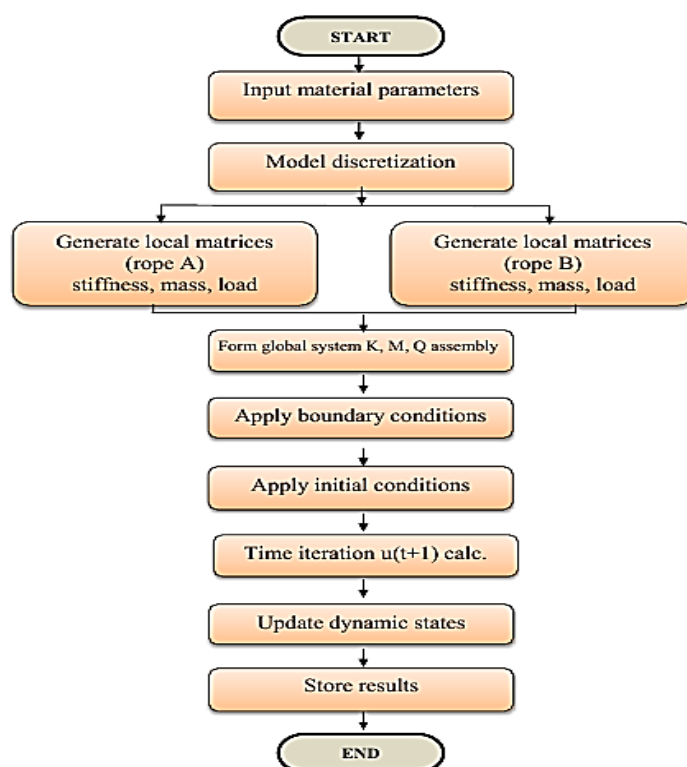 START
Input material parameters
Model discretization
Generate local matrices
(rope A)
stiffness, mass, load
Generate local matrices
(rope B)
stiffness, mass, load
Form global system K, M, Q assembly
Apply boundary conditions
Apply initial conditions
Time iteration u(t+1) calc.
Update dynamic states
Store results
END